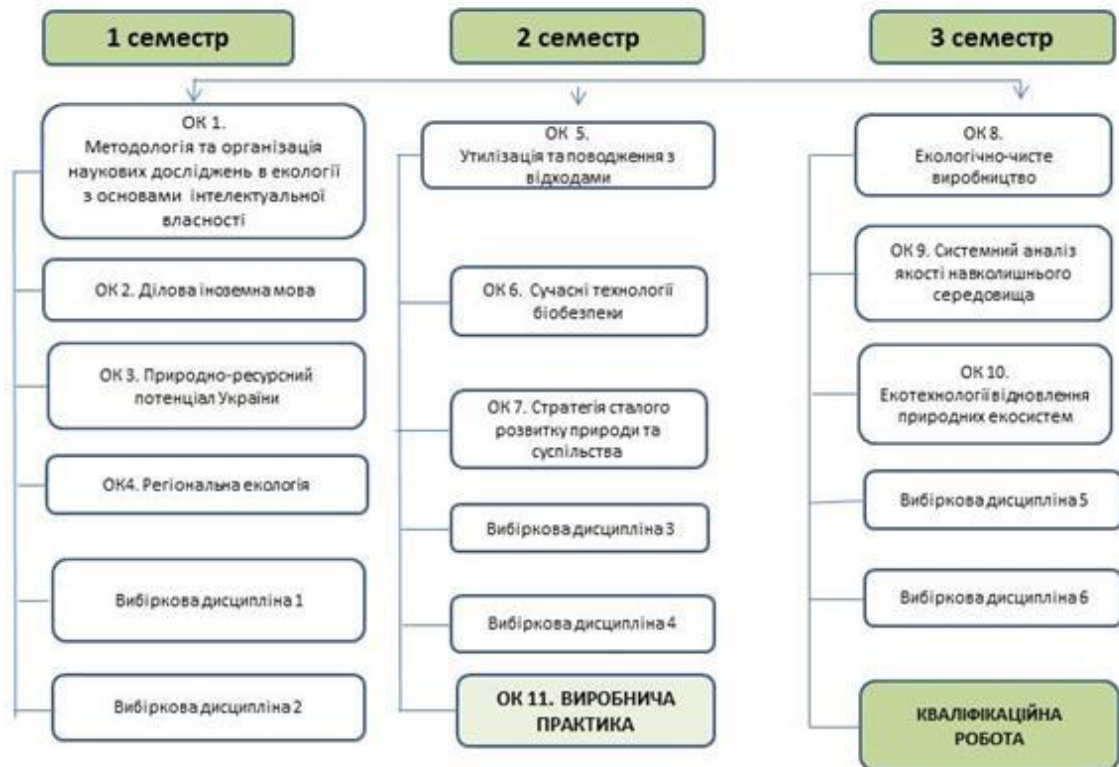 1 семестр
2 семестр
3 семестр
ОК 1.
Методологія та організація
наукових досліджень в екології
з основами інтелектуальної
власності
ОК 2. Ділова іноземна мова
ОК 3. Природно-ресурсний
потенціал України
ОК4. Регіональна екологія
Вибіркова дисципліна 1
Вибіркова дисципліна 2
ОК 5.
Утилізація та поводження з
відходами
ОК 6. Сучасні технології
біобезпеки
ОК 7. Стратегія сталого
розвитку природи та
суспільства
Вибіркова дисципліна 3
Вибіркова дисципліна 4
ОК 11. ВИРОБНИЧА
ПРАКТИКА
ОК 8.
Екологічно-чисте
виробництво
ОК 9. Системний аналіз
якості навколишнього
середовища
ОК 10.
Екотехнології відновлення
природних екосистем
Вибіркова дисципліна 5
Вибіркова дисципліна 6
КВАЛІФІКАЦІЙНА
РОБОТА